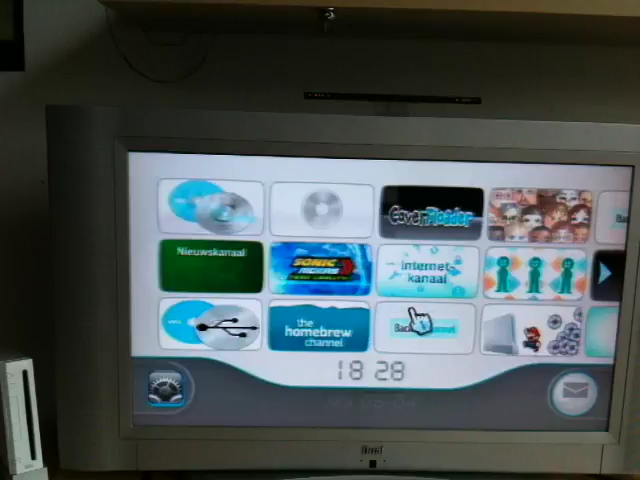 CoverFloader
Nieuwskanaal
SONIC
RIDERS
internet
kanaal
the
homebrew
channel
18 28